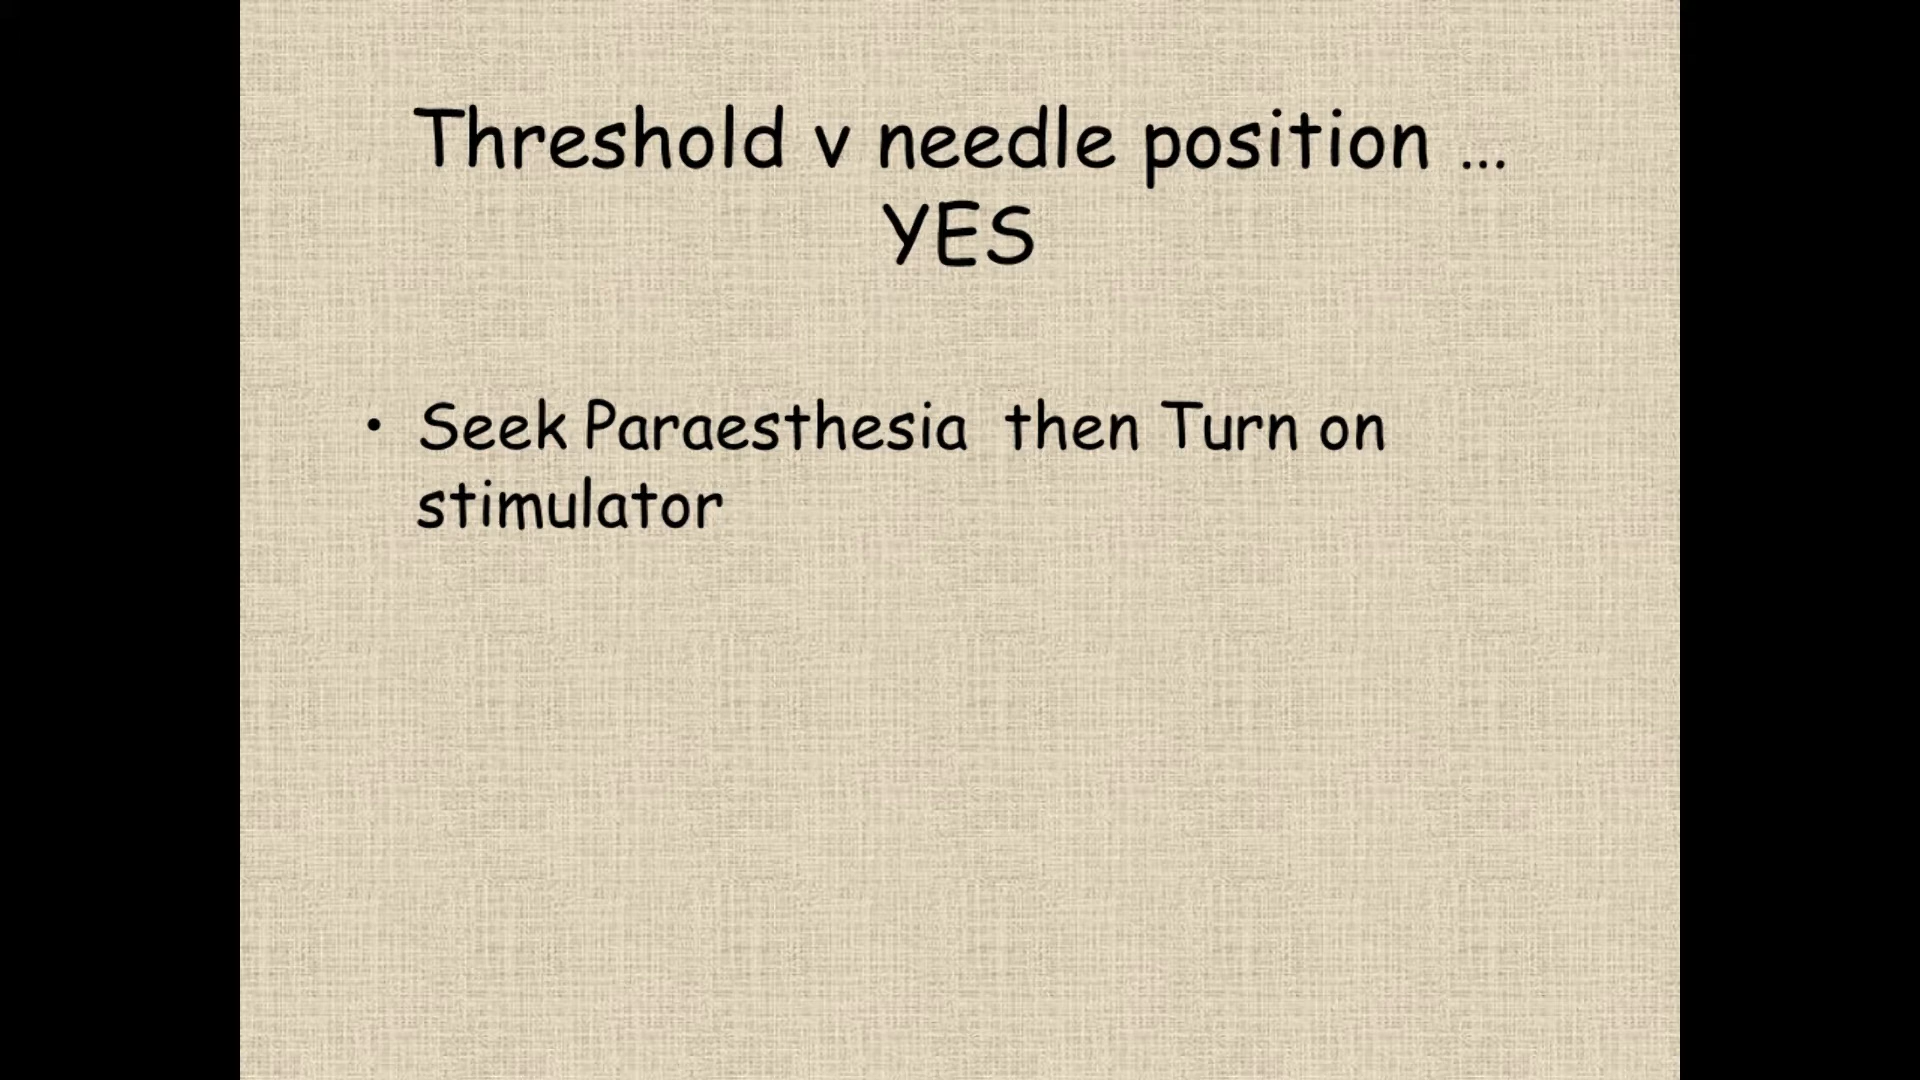 Threshold v needle position ...
YES
• Seek Paraesthesia then Turn on
stimulator